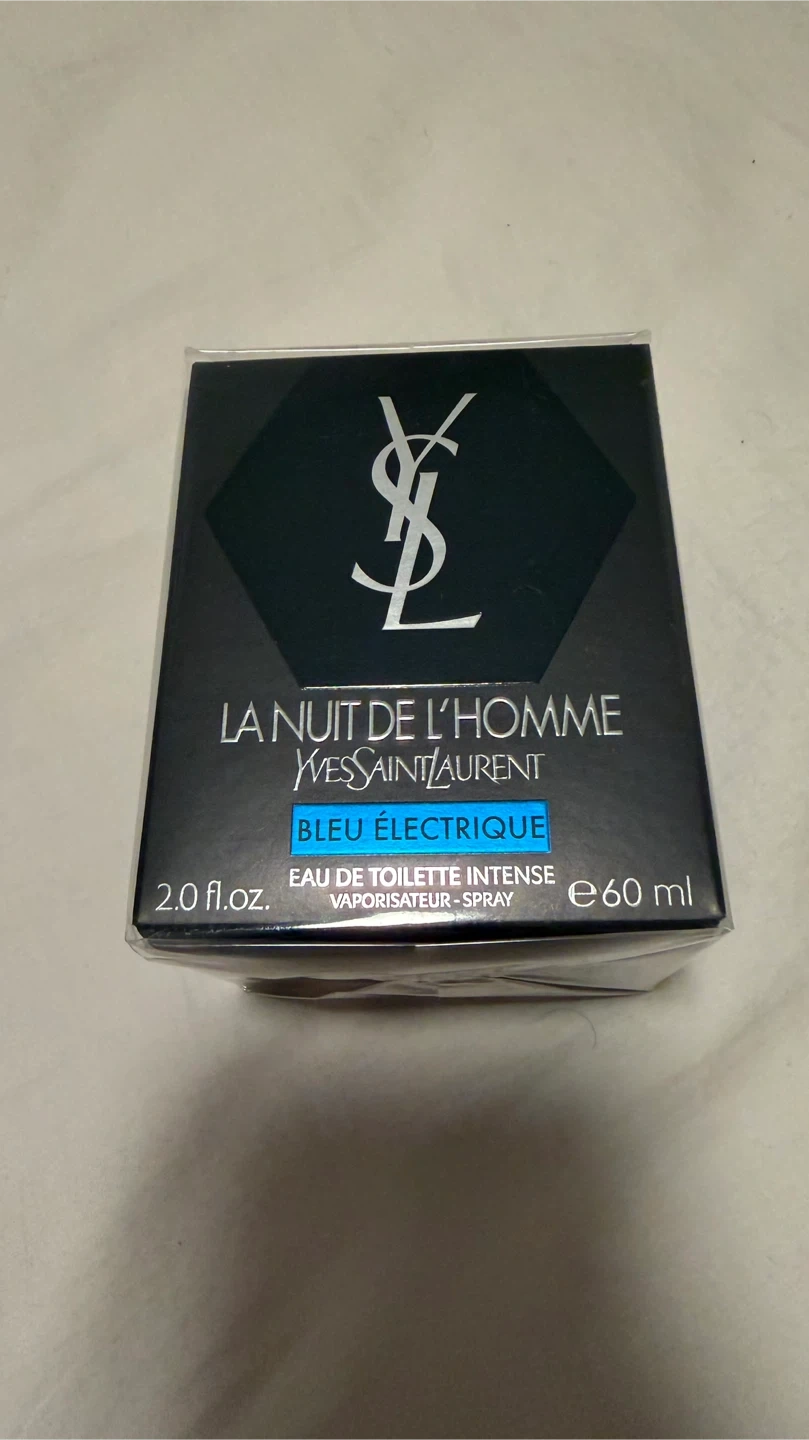 YSL
LA NUIT DE L'HOMME
YVES SAINT LAURENT
BLEU ÉLECTRIQUE
EAU DE TOILETTE INTENSE
VAPORISATEUR - SPRAY
2.0 fl.oz.
℮60 ml